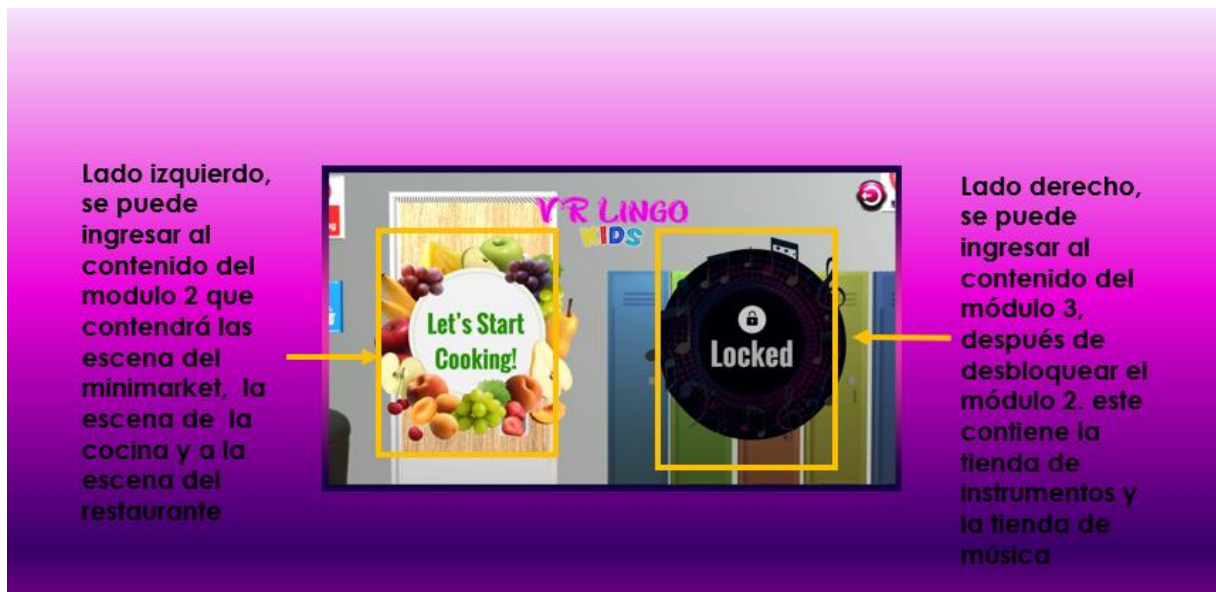 Lado izquierdo,
se puede
ingresar al
contenido del
modulo 2 que
contendrá las
escena del
minimarket, la
escena de la
cocina y a la
escena del
restaurante
VR LINGO
KIDS
Let's Start
Cooking!
Locked
Lado derecho,
se puede
ingresar al
contenido del
módulo 3,
después de
desbloquear el
módulo 2. este
contiene la
tienda de
instrumentos y
la tienda de
música